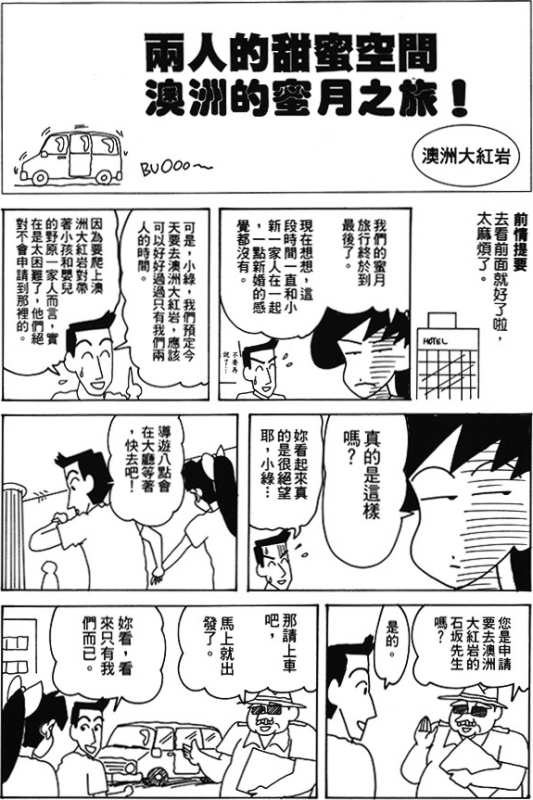 兩人的甜蜜空間
澳洲的蜜月之旅！
澳洲大紅岩
BUOOO~
前情提要
去看前面就好了啦，
太麻煩了。
HOTEL
我們的蜜月
旅行終於到
最後了。
現在想想，這
段時間一直和小
新一家人在一起
，一點新婚的感
覺都沒有。
不要再
說了…
可是，小綠，我們預定今
天要去澳洲大紅岩，應該
可以好好過過只有我們兩
人的時間。
因為要爬上澳
洲大紅岩對帶
著小孩和嬰兒
的野原一家人而言，實
在是太困難了，他們絕
對不會申請到那裡的。
真的是這樣
嗎？
妳看起來真
的是很絕望
耶，小綠…
導遊八點會
在大廳等著
，快去吧！
您是申請
要去澳洲
大紅岩的
石坂先生
嗎？
是的。
那請上車
吧，
馬上就出
發了。
妳看，看
來只有我
們而已。